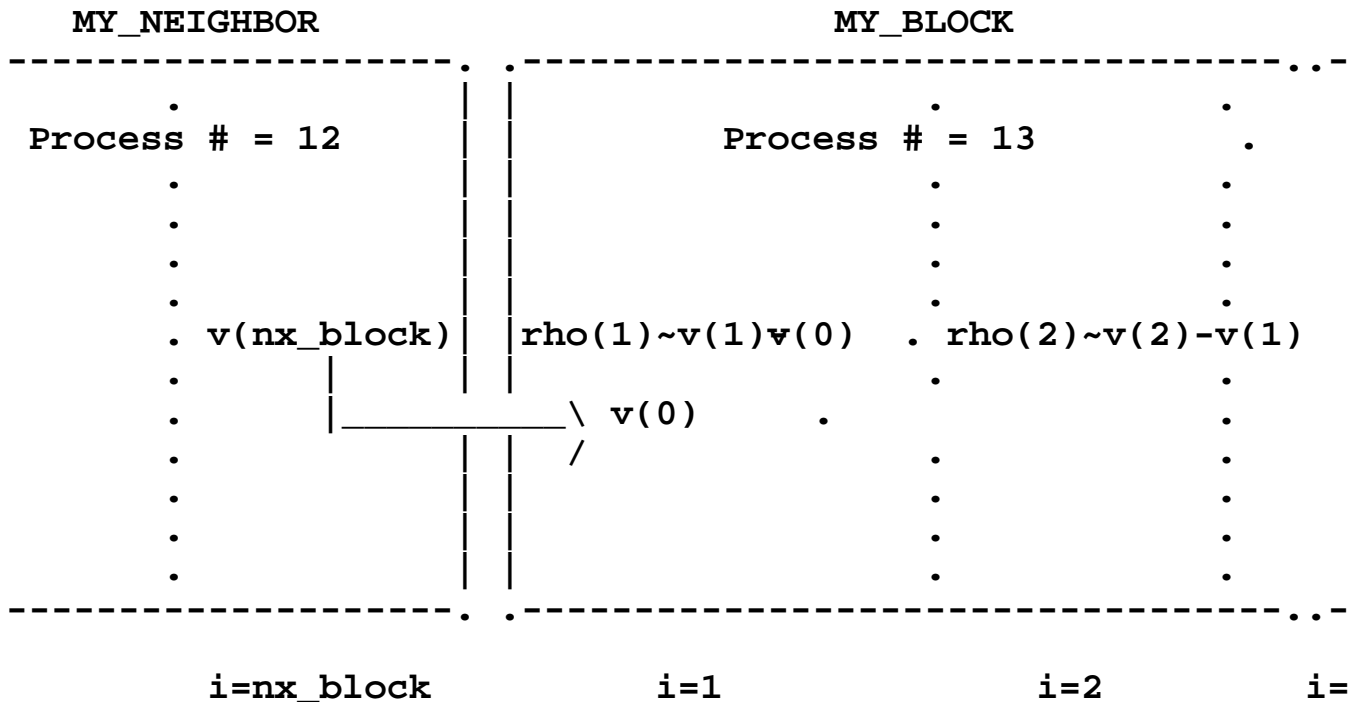 MY_NEIGHBOR MY_BLOCK
Process # = 12 Process # = 13
v(nx_block) rho(1)~v(1)-v(0) rho(2)~v(2)-v(1)
v(0)
i=nx_block i=1 i=2 i=